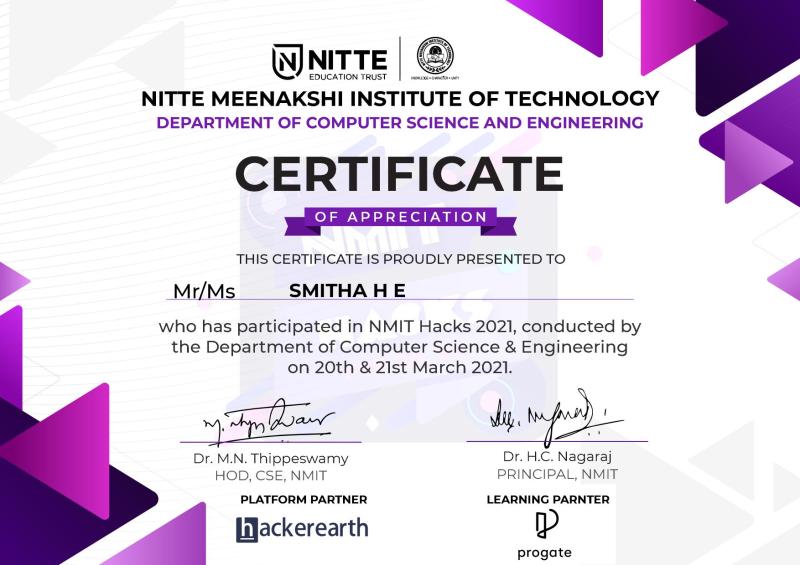 NITTE
EDUCATION TRUST
NITTE MEENAKSHI INSTITUTE OF TECHNOLOGY
DEPARTMENT OF COMPUTER SCIENCE AND ENGINEERING
CERTIFICATE
OF APPRECIATION
NMIT
HACKS
THIS CERTIFICATE IS PROUDLY PRESENTED TO
Mr/Ms SMITHA H E
who has participated in NMIT Hacks 2021, conducted by
the Department of Computer Science & Engineering
on 20th & 21st March 2021.
Dr. M.N. Thippeswamy
HOD, CSE, NMIT
Dr. H.C. Nagaraj
PRINCIPAL, NMIT
PLATFORM PARTNER
hackerearth
LEARNING PARNTER
progate